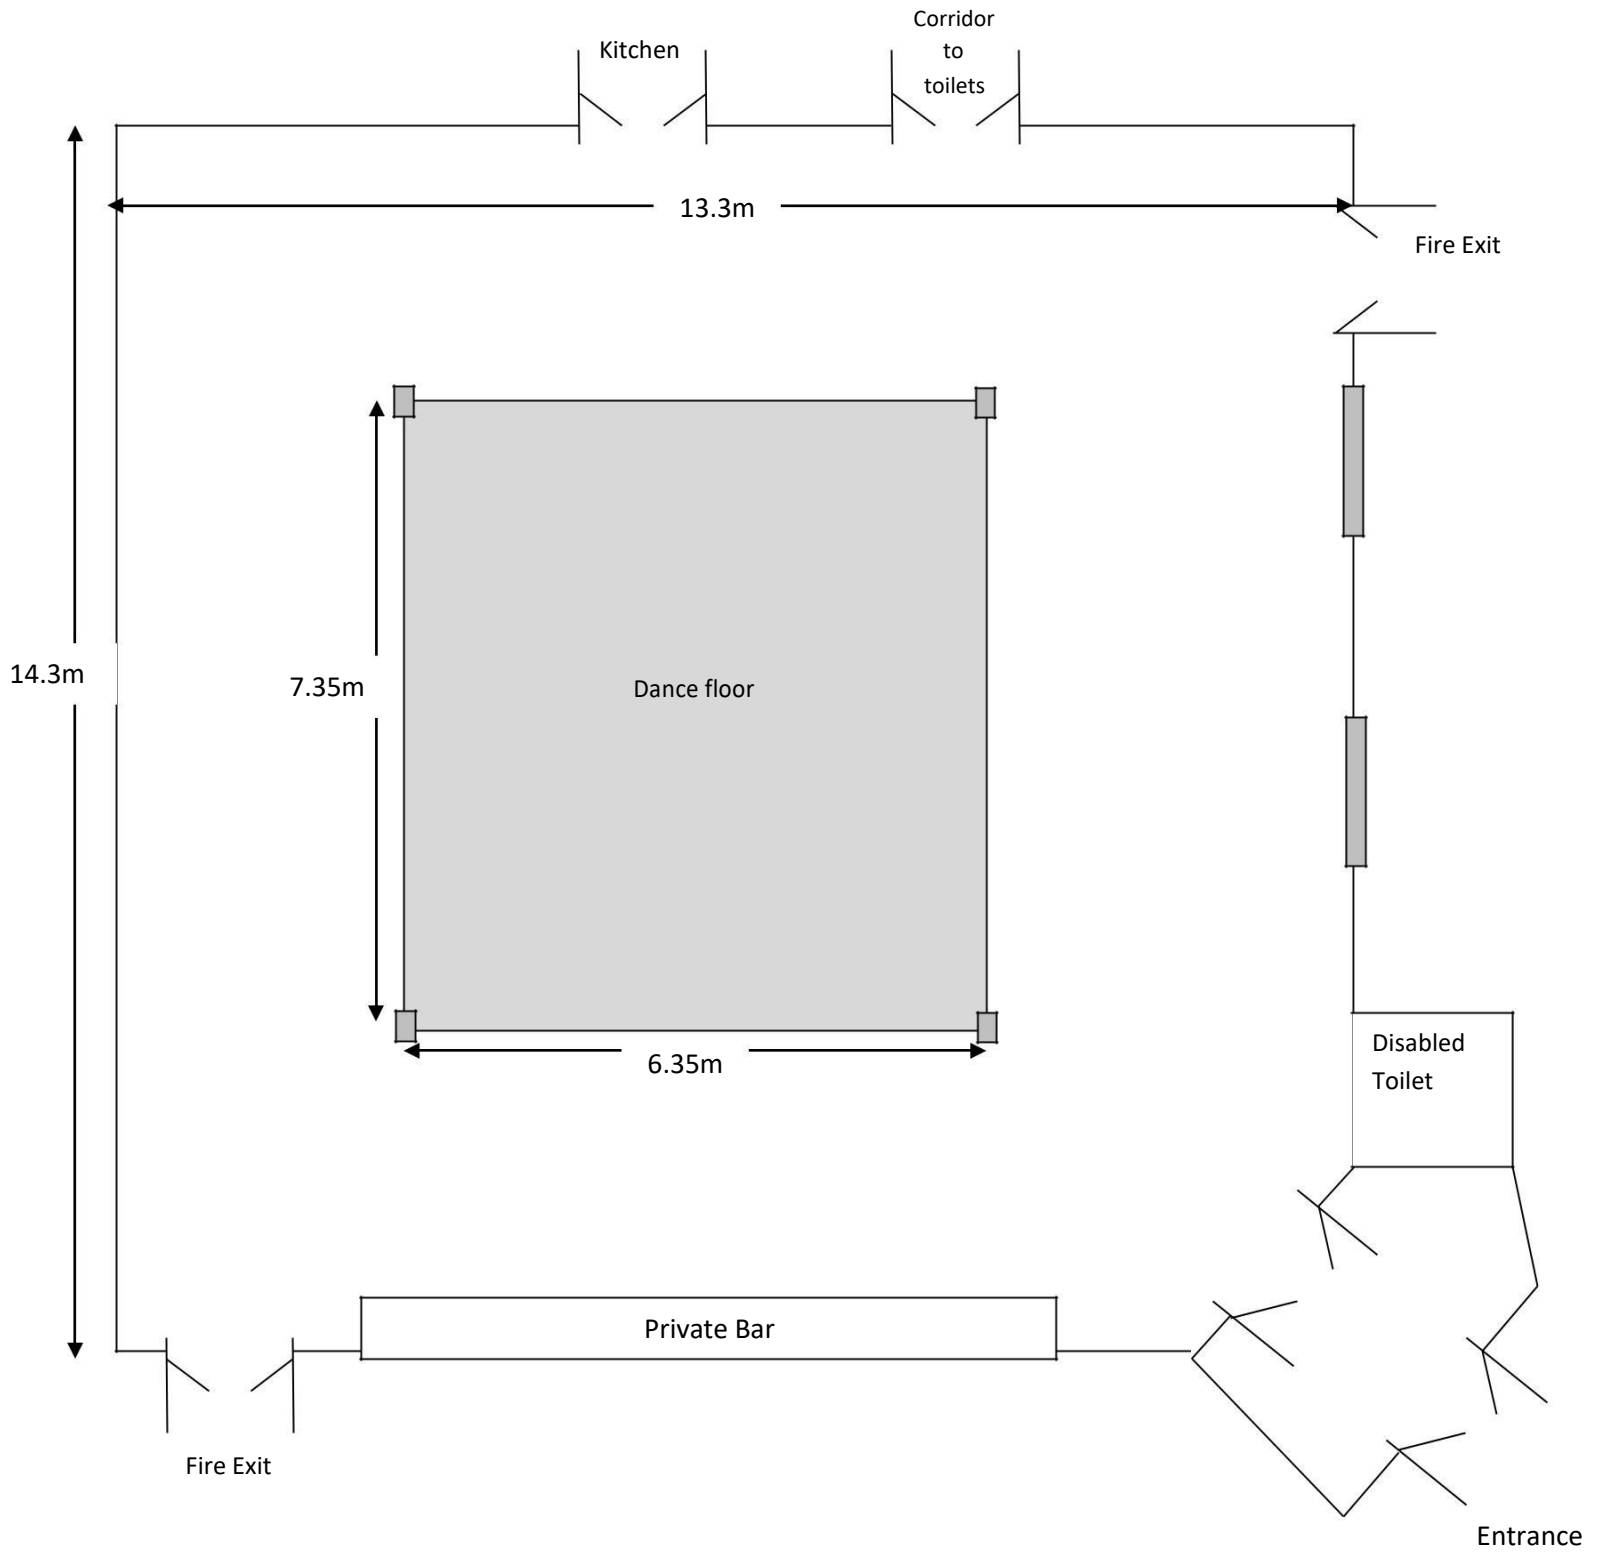 Kitchen
Corridor
to
toilets
13.3m
Fire Exit
14.3m
7.35m
Dance floor
6.35m
Disabled
Toilet
Private Bar
Fire Exit
Entrance